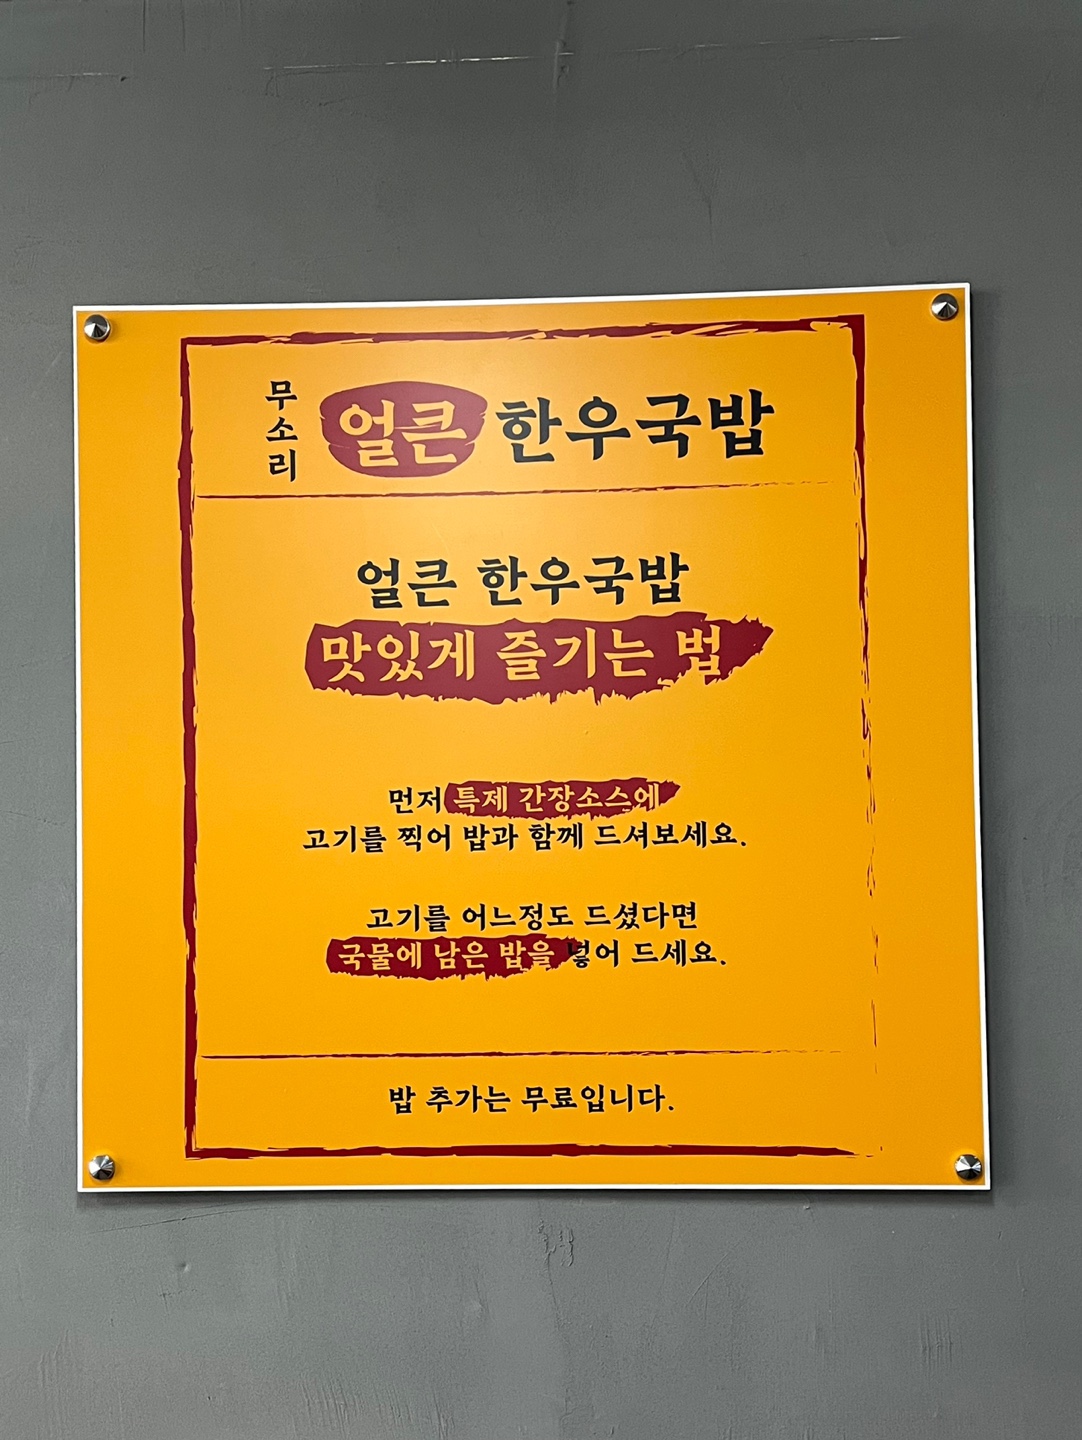 무소리 얼큰 한우국밥
얼큰 한우국밥
맛있게 즐기는 법
먼저 특제 간장소스에
고기를 찍어 밥과 함께 드셔보세요.
고기를 어느정도 드셨다면
국물에 남은 밥을 넣어 드세요.
밥 추가는 무료입니다.